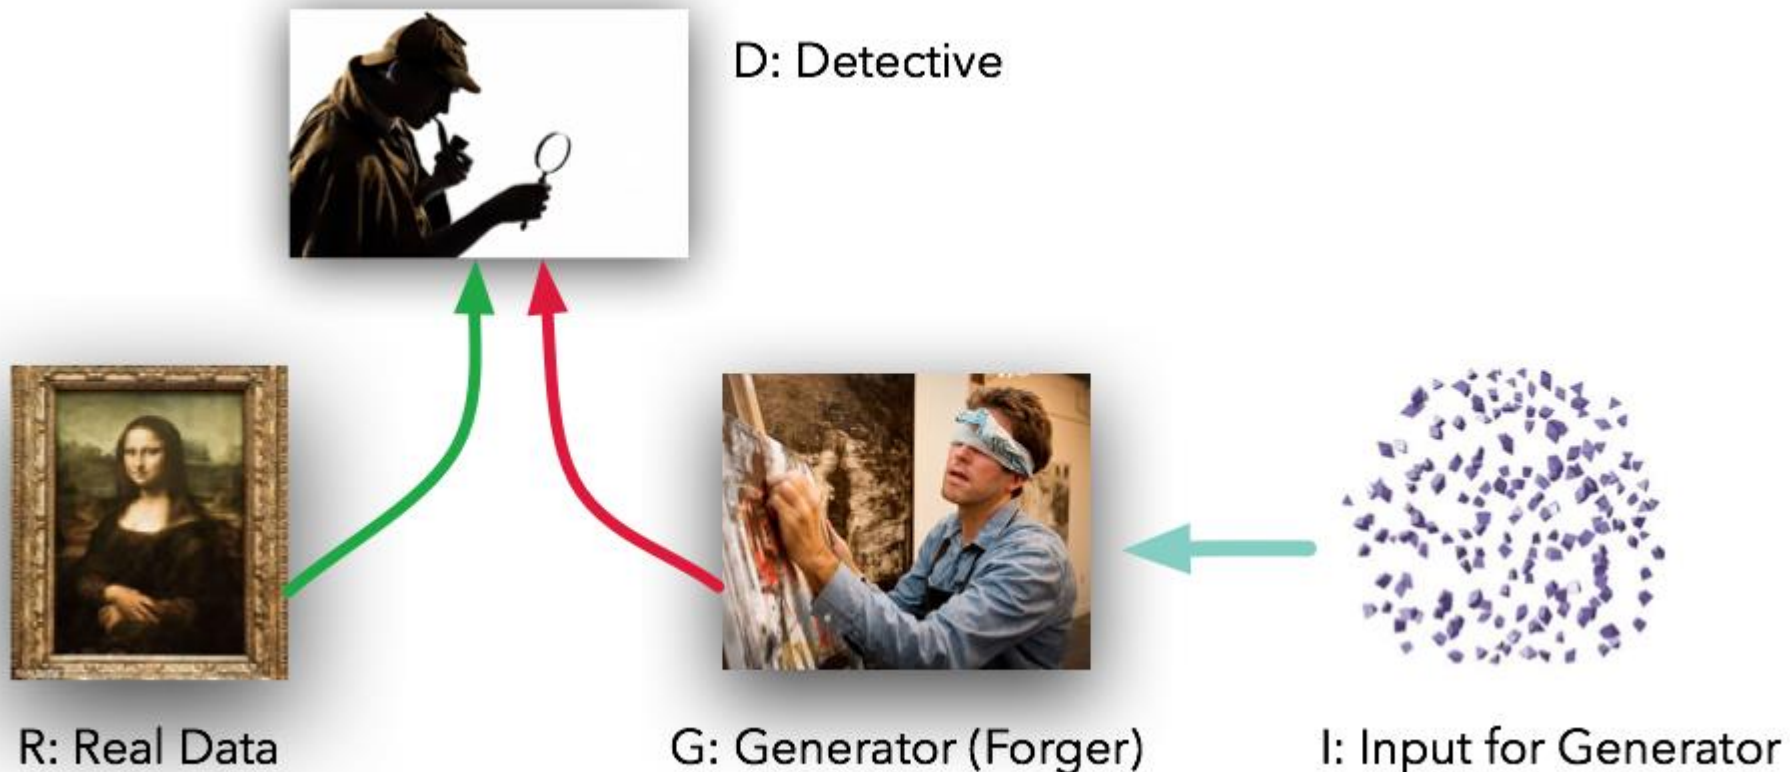 D: Detective
R: Real Data
G: Generator (Forger)
I: Input for Generator